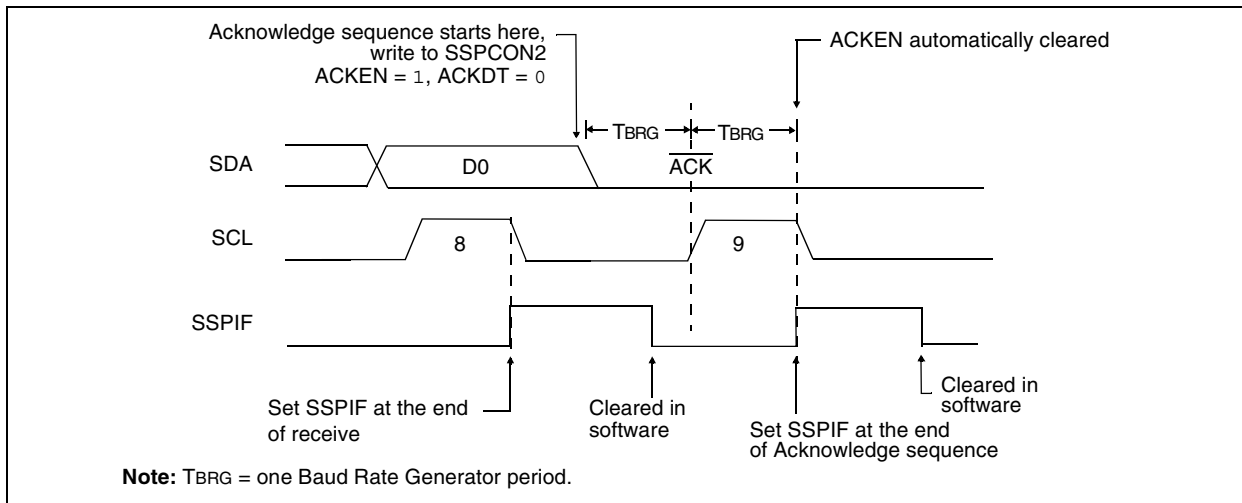 Acknowledge sequence starts here,
write to SSPCON2
ACKEN = 1, ACKDT = 0
ACKEN automatically cleared
TBRG
TBRG
SDA
D0
ACK
SCL
8
9
SSPIF
Set SSPIF at the end
of receive
Cleared in
software
Set SSPIF at the end
of Acknowledge sequence
Cleared in
software
Note: TBRG = one Baud Rate Generator period.